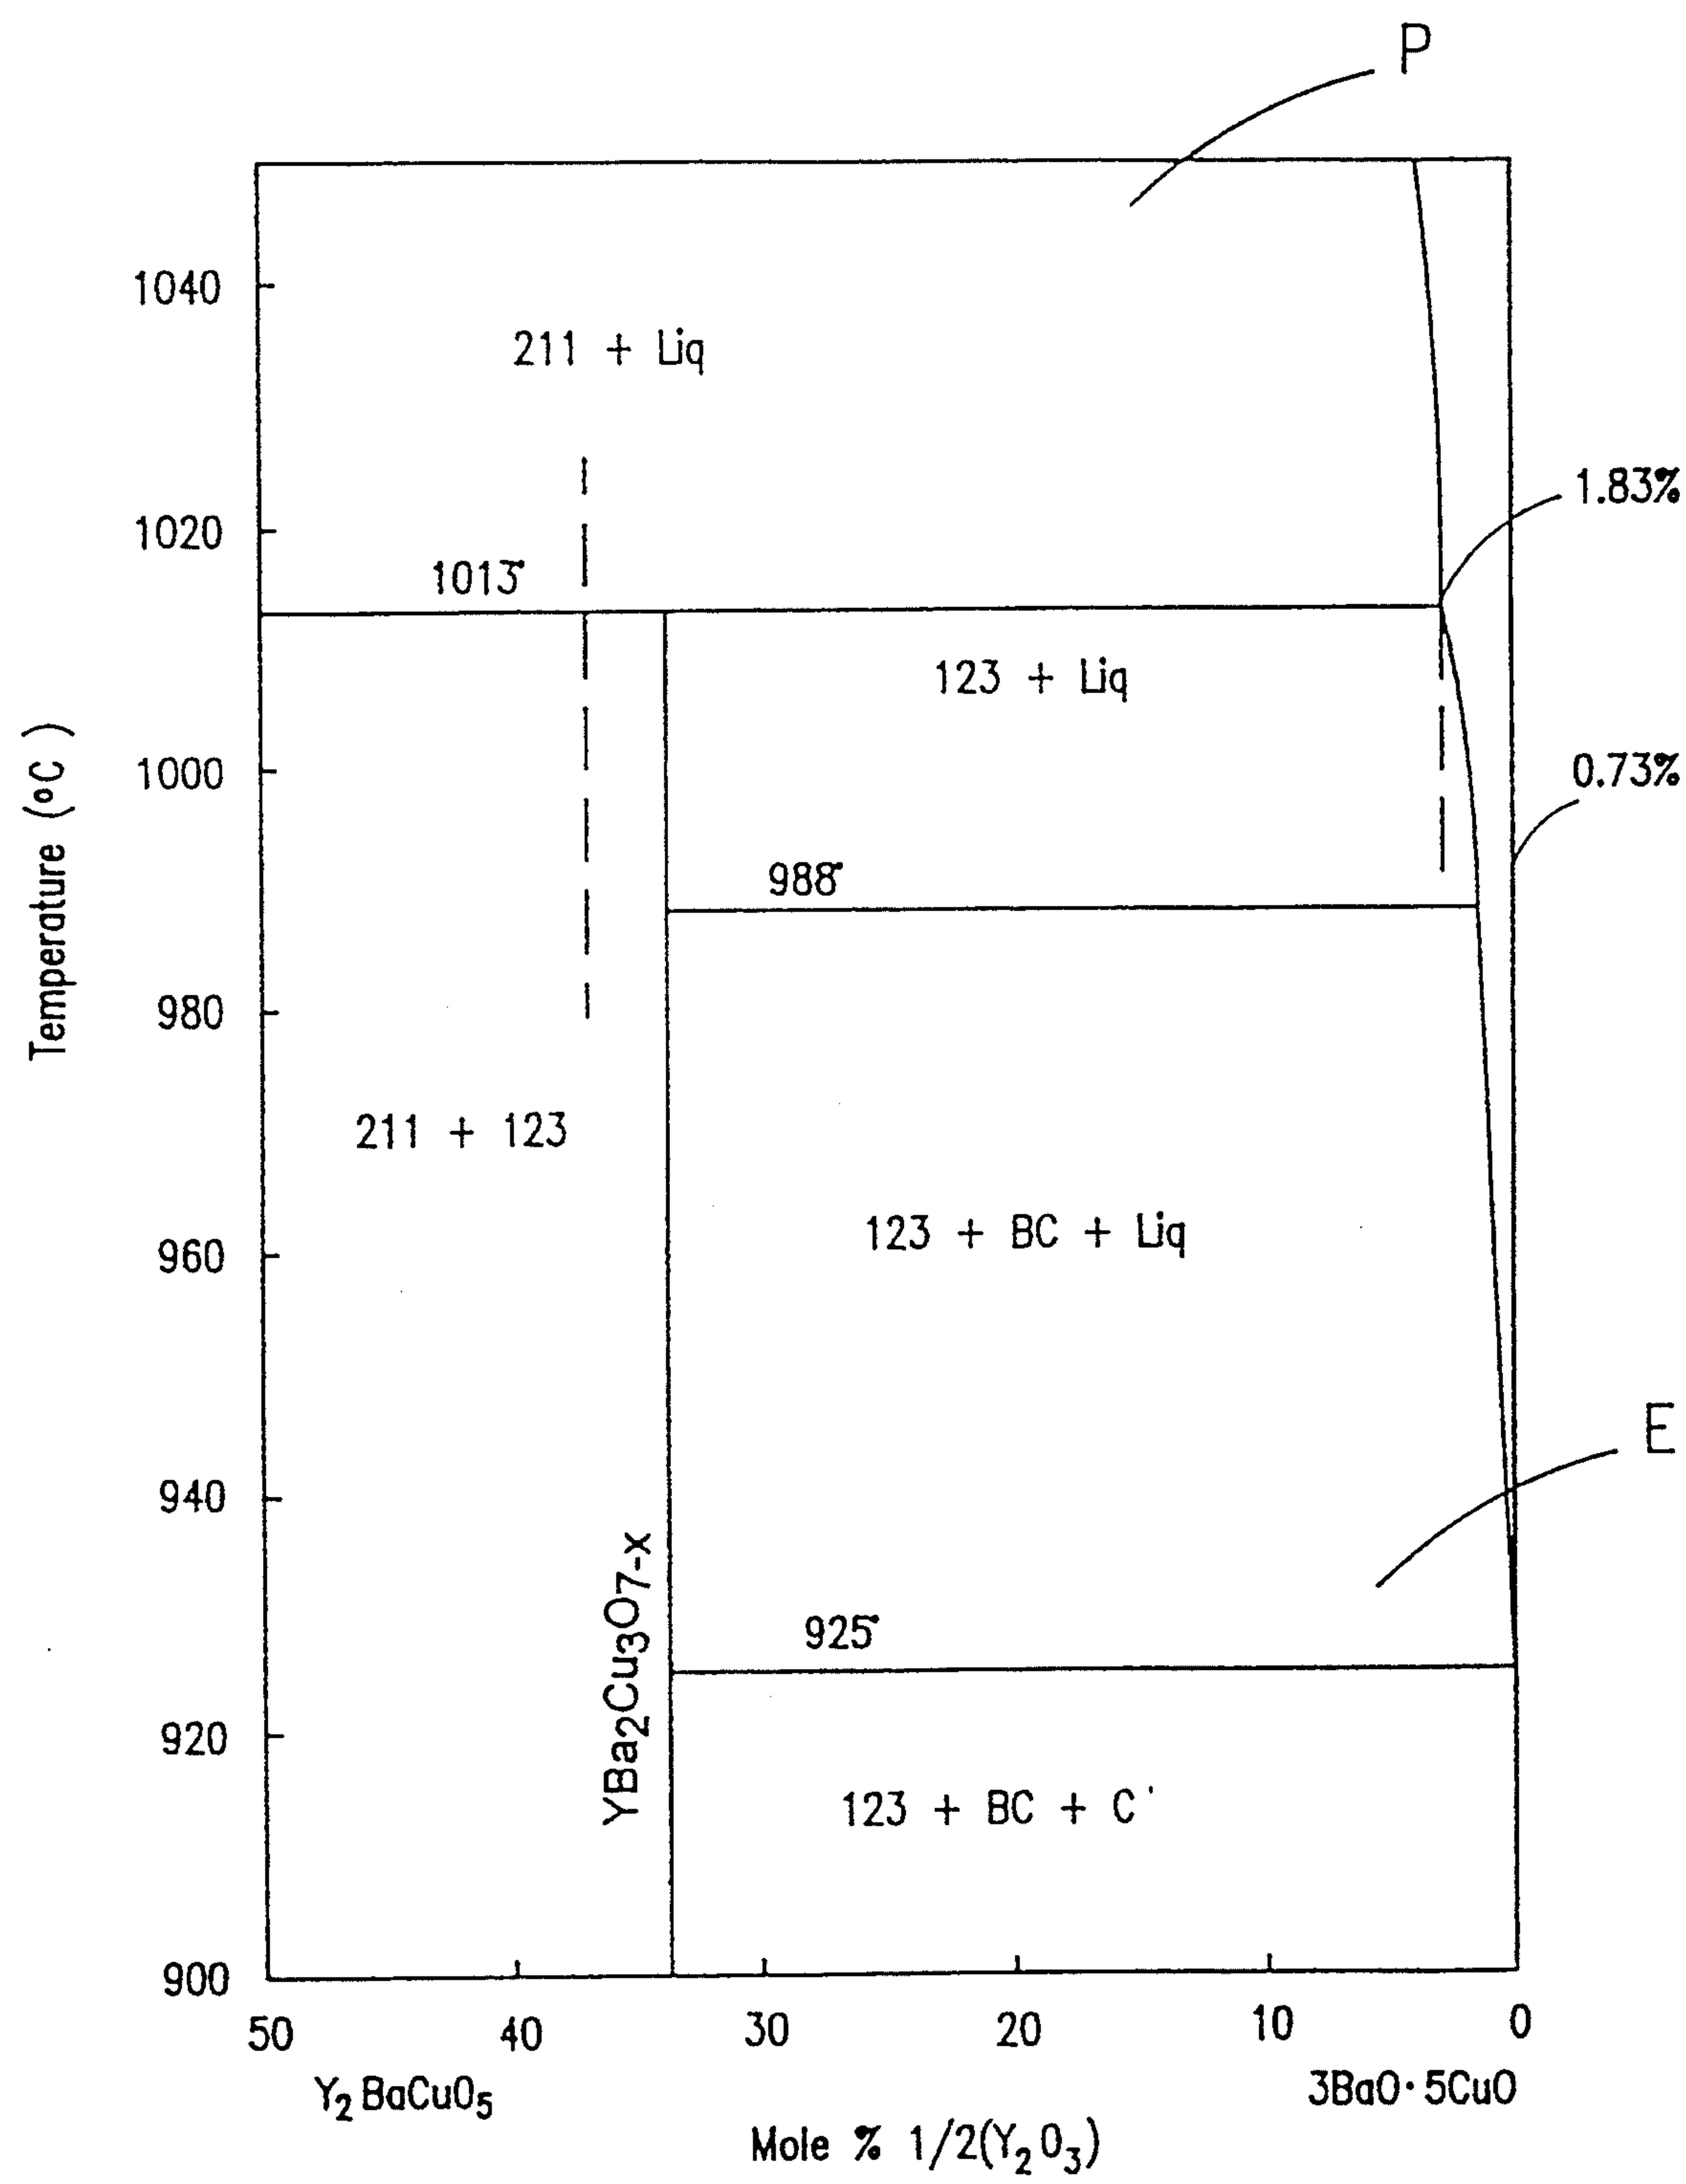 P
1040
211 + Liq
1.83%
1020
1013°
123 + Liq
0.73%
1000
988°
Temperature (oC)
980
211 + 123
123 + BC + Liq
960
E
940
YBa2Cu3O7-x
925°
920
123 + BC + C'
900
50 40 30 20 10 0
Y2BaCuO5 3BaO·5CuO
Mole % 1/2(Y2O3)